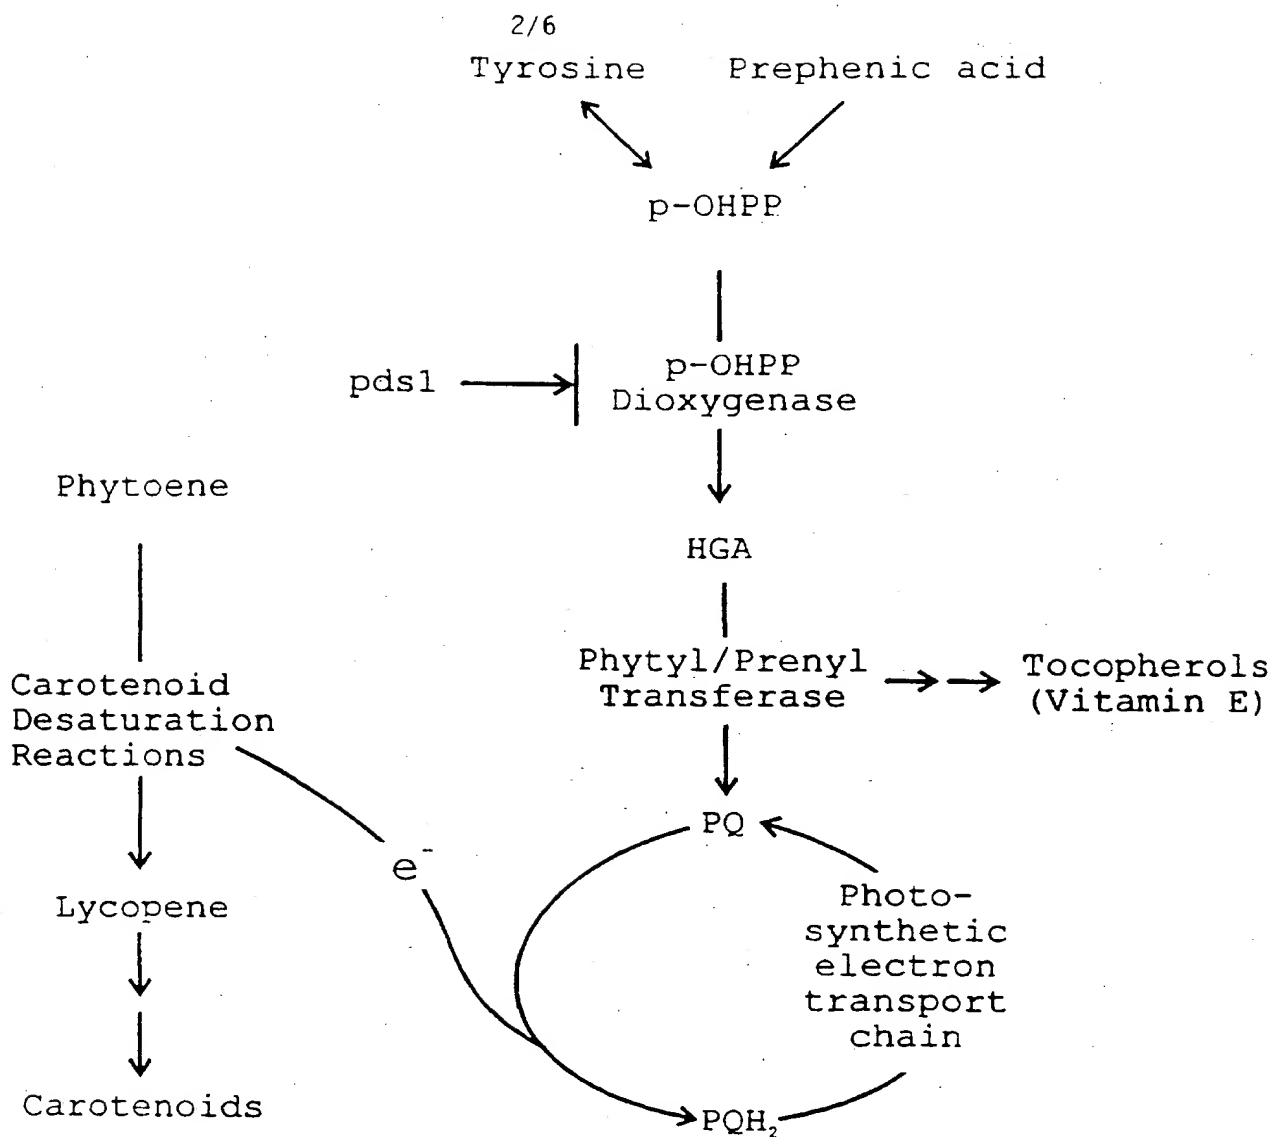 2/6
Tyrosine
Prephenic acid
p-OHPP
pds1
p-OHPP
Dioxygenase
Phytoene
HGA
Phytyl/Prenyl
Transferase
Tocopherols
(Vitamin E)
Carotenoid
Desaturation
Reactions
PQ
e-
Lycopene
Photo-
synthetic
electron
transport
chain
Carotenoids
PQH₂